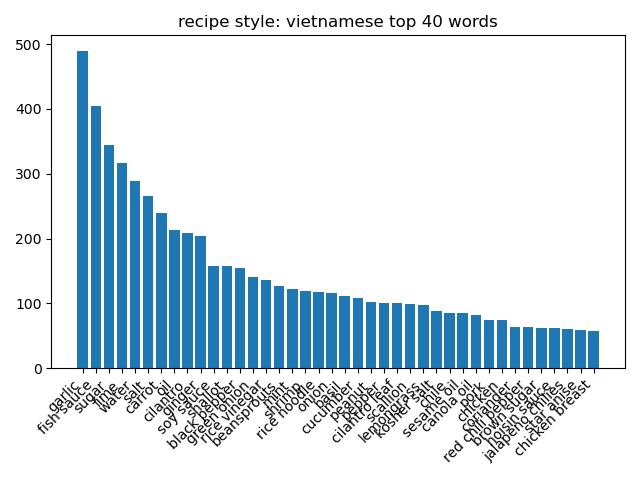 recipe style: vietnamese top 40 words
500
400
300
200
100
0
garlic
fish sauce
sugar
lime
water
salt
carrot
oil
cilantro
ginger
soy sauce
shallot
black pepper
green onion
rice vinegar
beansprouts
mint
shrimp
rice noodle
onion
basil
cucumber
peanut
pepper
cilantro leaf
scallion
lemongrass
kosher salt
chile
sesame oil
canola oil
pork
chicken
coriander
red chili pepper
brown sugar
hoisin sauce
jalapeno chilies
star anise
chicken breast